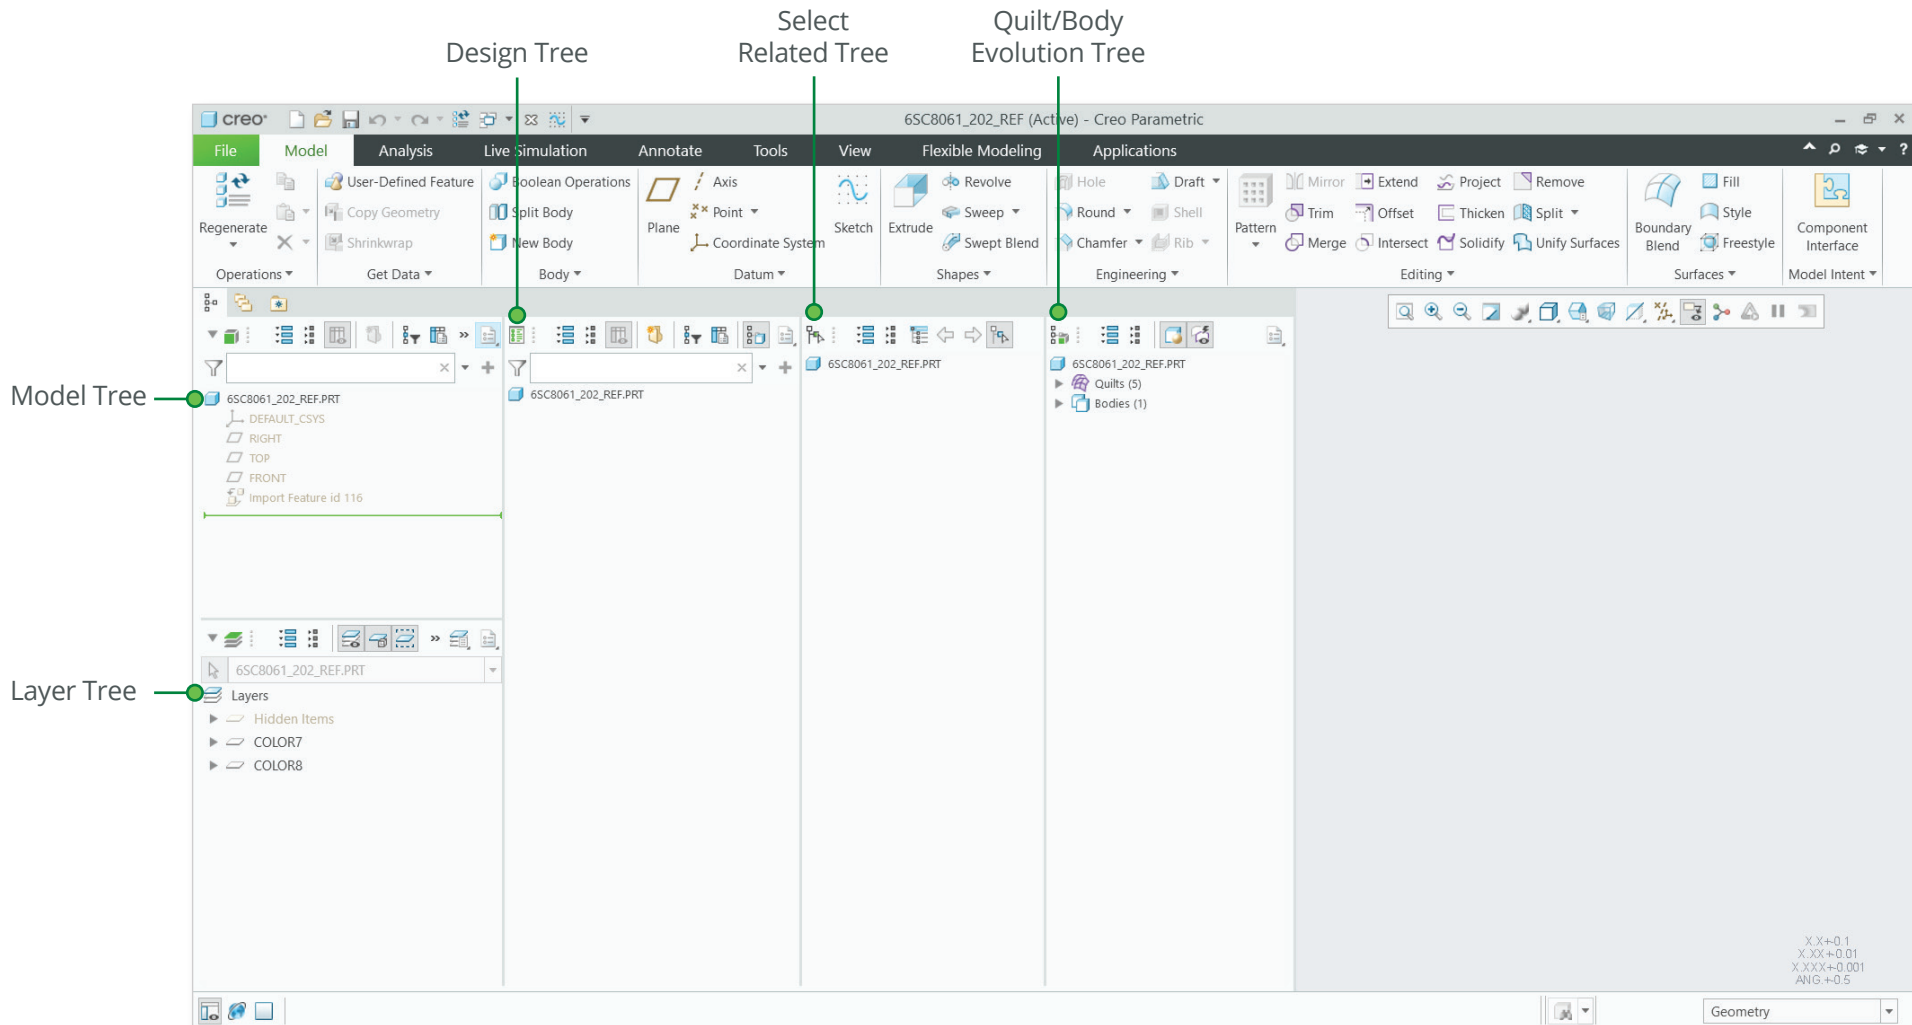 Design Tree
Select
Related Tree
Quilt/Body
Evolution Tree
creo
6SC8061_202_REF (Active) - Creo Parametric
File Model Analysis Live Simulation Annotate Tools View Flexible Modeling Applications
Regenerate
User-Defined Feature
Copy Geometry
Shrinkwrap
Boolean Operations
Split Body
New Body
Plane
Axis
Point
Coordinate System
Sketch
Extrude
Revolve
Sweep
Swept Blend
Hole Draft
Round Shell
Chamfer Rib
Pattern
Mirror Extend Project Remove
Trim Offset Thicken Split
Merge Intersect Solidify Unify Surfaces
Boundary
Blend
Fill
Style
Freestyle
Component
Interface
Operations Get Data Body Datum Shapes Engineering Editing Surfaces Model Intent
Model Tree
6SC8061_202_REF.PRT
DEFAULT_CSYS
RIGHT
TOP
FRONT
Import Feature id 116
6SC8061_202_REF.PRT
6SC8061_202_REF.PRT
6SC8061_202_REF.PRT
Quilts (5)
Bodies (1)
Layer Tree
6SC8061_202_REF.PRT
Layers
Hidden Items
COLOR7
COLOR8
X.X+-0.1
X.XX+-0.01
X.XXX+-0.001
ANG.+-0.5
Geometry